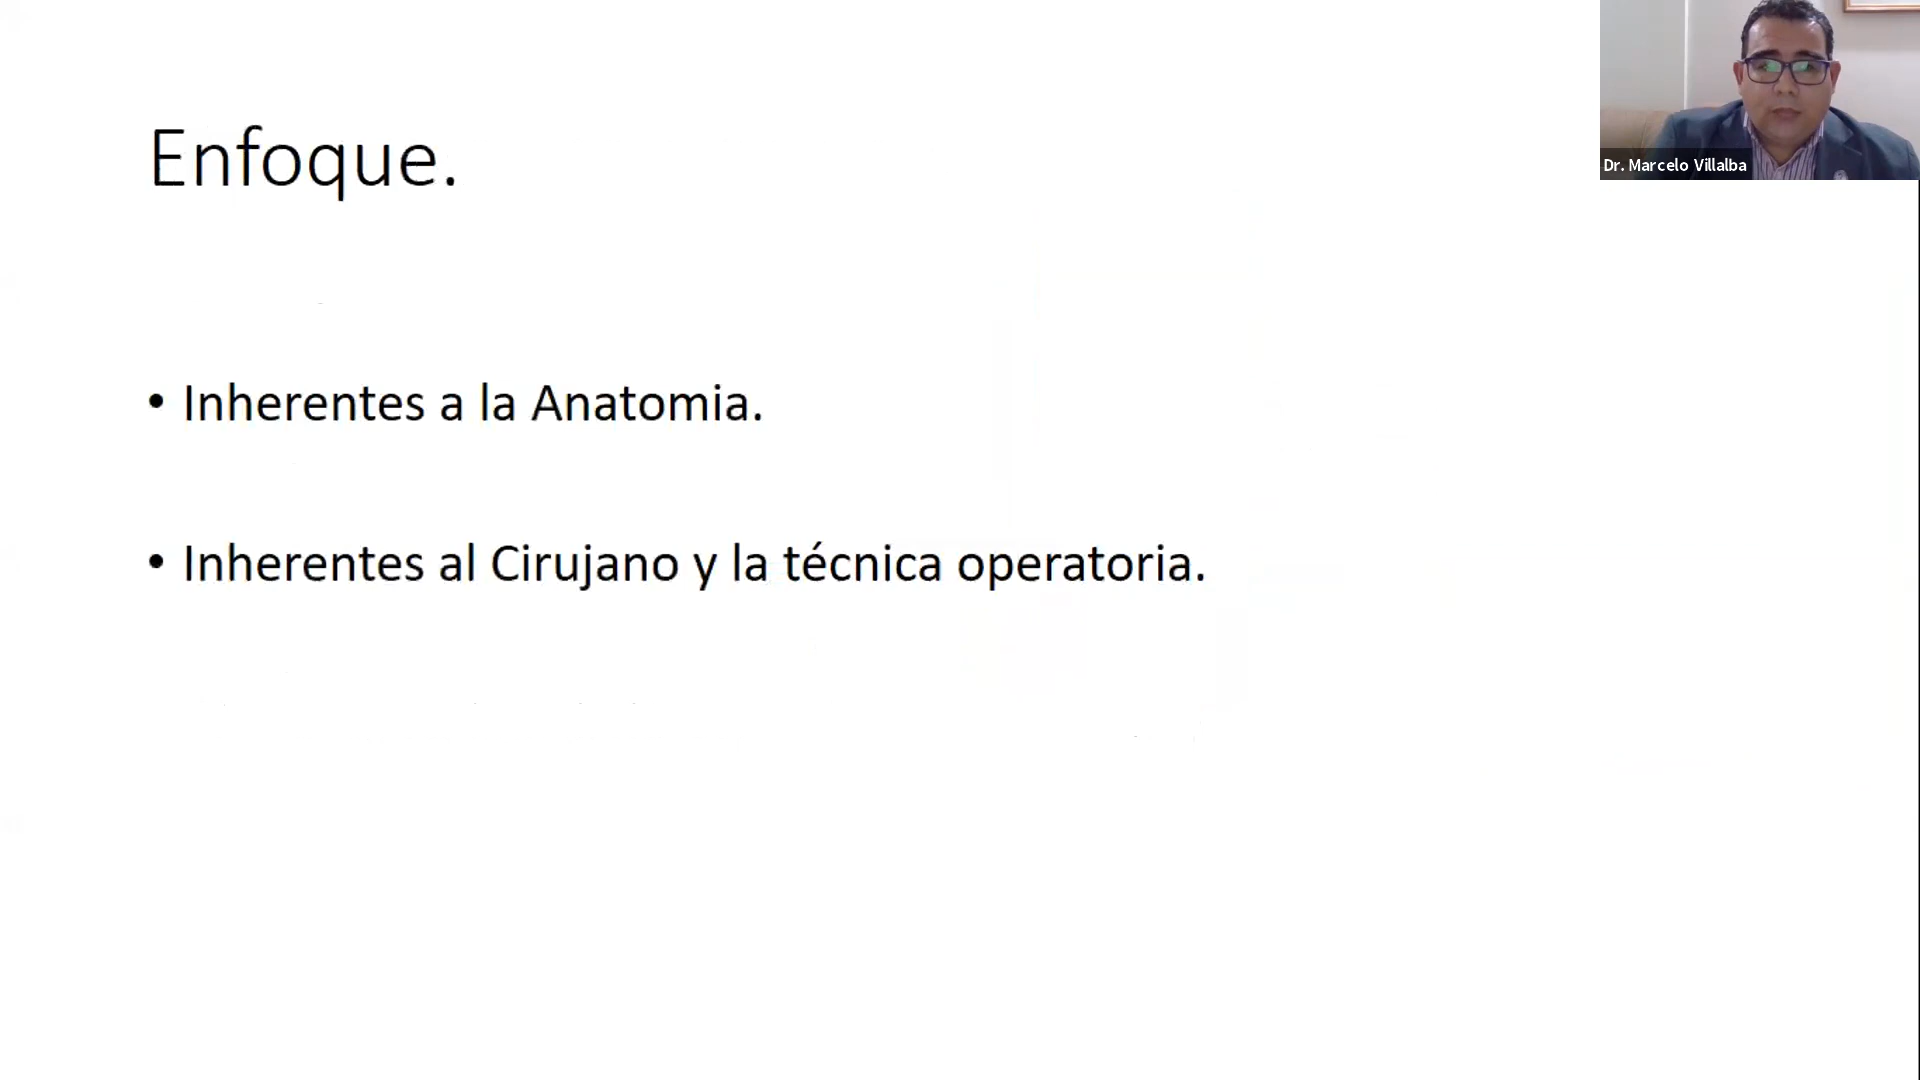 Enfoque.
Dr. Marcelo Villalba
• Inherentes a la Anatomia.
• Inherentes al Cirujano y la técnica operatoria.